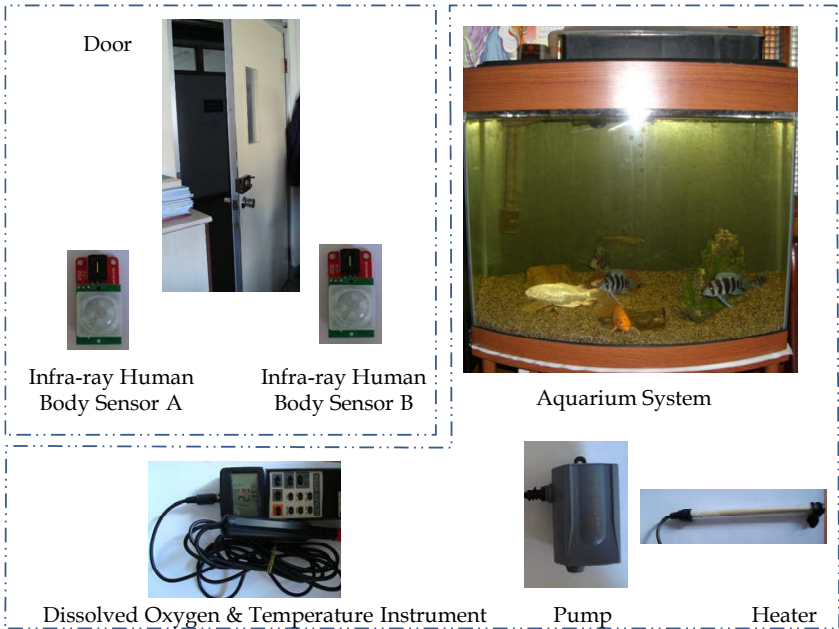 Door
Infra-ray Human
Body Sensor A
Infra-ray Human
Body Sensor B
Aquarium System
Dissolved Oxygen & Temperature Instrument
Pump
Heater